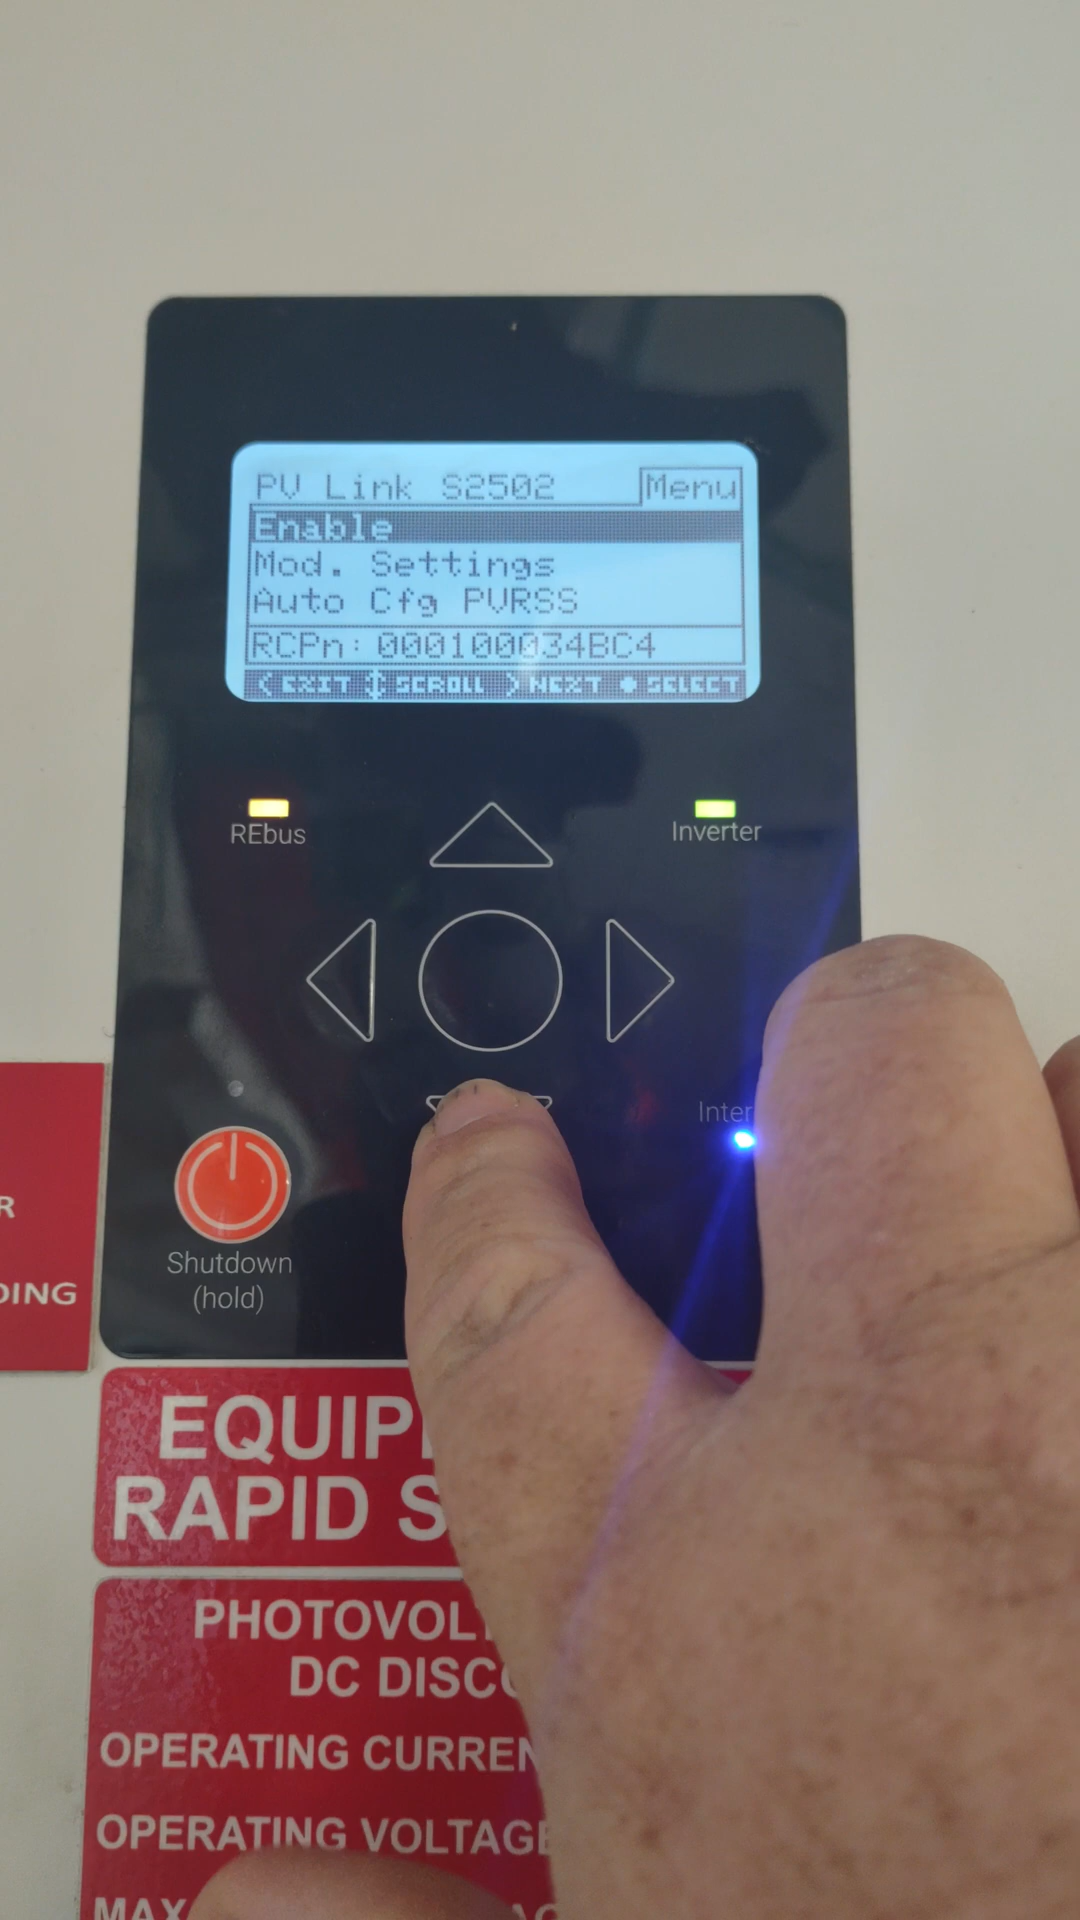 PV Link S2502 Menu
Enable
Mod. Settings
Auto Cfg PVRSS
RCPn: 000100034BC4
EXIT SCROLL NEXT SELECT
REbus
Inverter
Inter
Shutdown
(hold)
R
DING
EQUIP
RAPID S
PHOTOVOL
DC DISC
OPERATING CURREN
OPERATING VOLTAGE
MAX